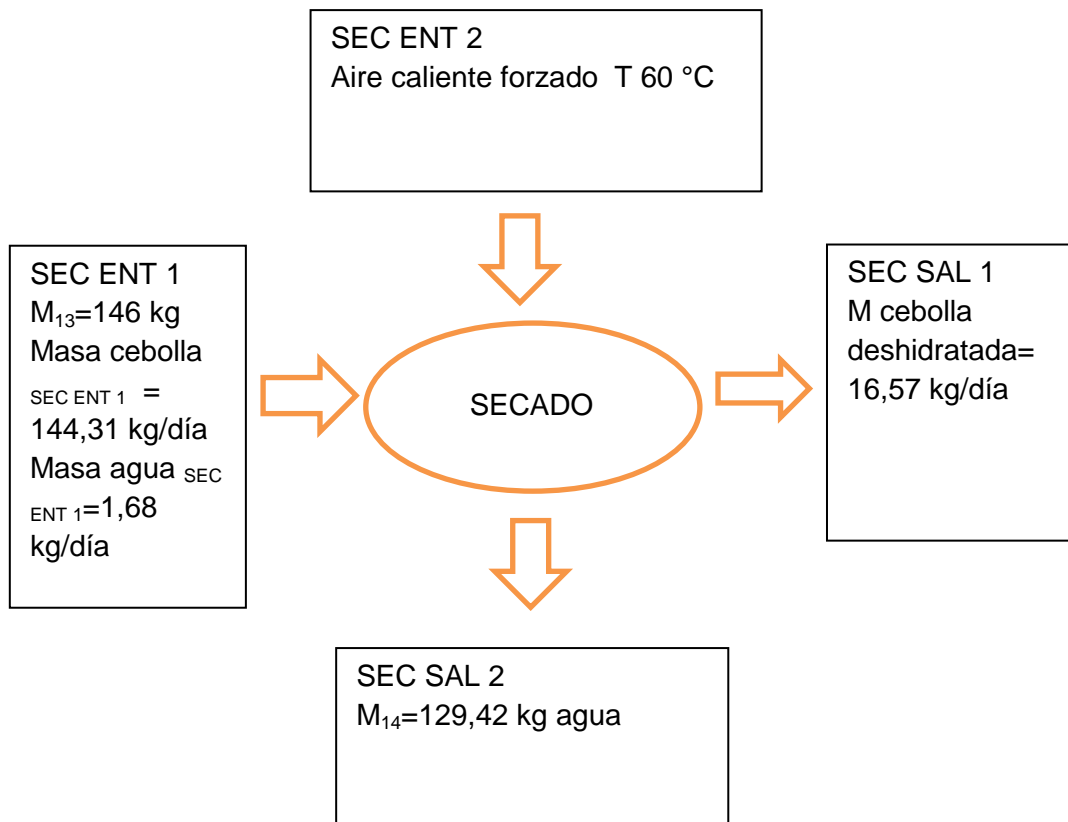 SEC ENT 2
Aire caliente forzado T 60 °C
SEC ENT 1
M₁₃=146 kg
Masa cebolla
SEC ENT 1 =
144,31 kg/día
Masa agua SEC
ENT 1=1,68
kg/día
SECADO
SEC SAL 1
M cebolla
deshidratada=
16,57 kg/día
SEC SAL 2
M₁₄=129,42 kg agua